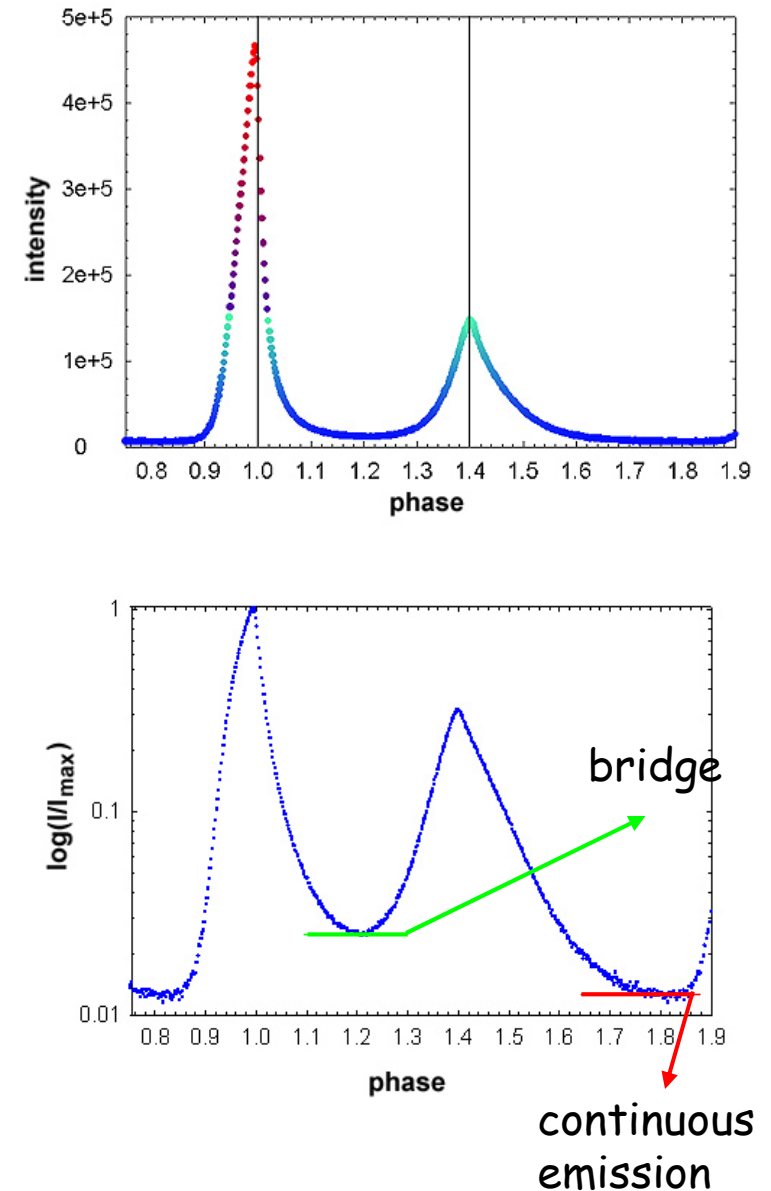 5e+5
4e+5
3e+5
2e+5
1e+5
0
intensity
0.8 0.9 1.0 1.1 1.2 1.3 1.4 1.5 1.6 1.7 1.8 1.9
phase
1
0.1
0.01
log(I/Imax)
bridge
0.8 0.9 1.0 1.1 1.2 1.3 1.4 1.5 1.6 1.7 1.8 1.9
phase
continuous
emission